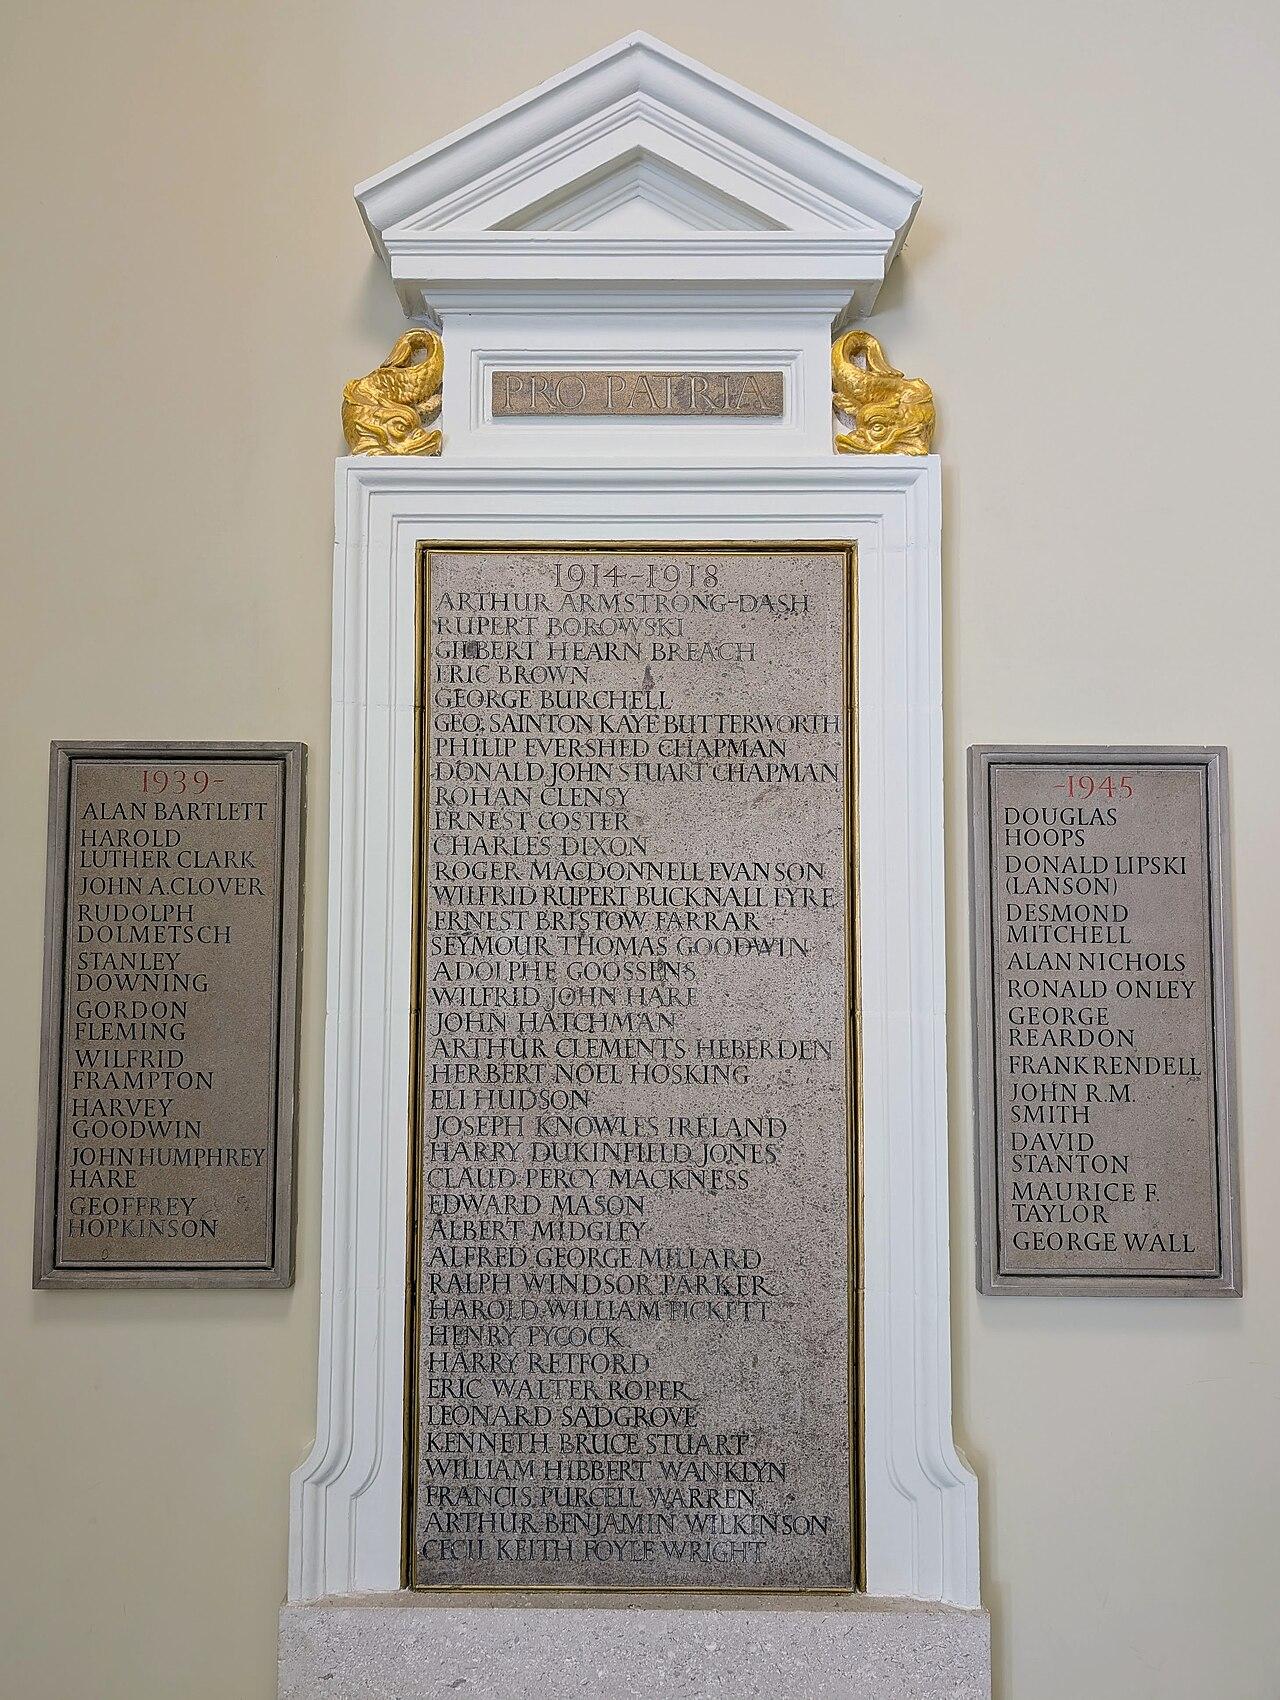 PRO PATRIA
1914-1918
ARTHUR ARMSTRONG-DASH
RUPERT BOROWSKI
GILBERT HEARN BREACH
ERIC BROWN
GEORGE BURCHELL
GEO. SAINTON KAYE BUTTERWORTH
PHILIP EVERSHED CHAPMAN
DONALD JOHN STUART CHAPMAN
ROHAN CLENSY
ERNEST COSTER
CHARLES DIXON
ROGER MACDONNELL EVANSON
WILFRID RUPERT BUCKNALL EYRE
ERNEST BRISTOW FARRAR
SEYMOUR THOMAS GOODWIN
ADOLPHE GOOSSENS
WILFRID JOHN HARE
JOHN HATCHMAN
ARTHUR CLEMENTS HEBERDEN
HERBERT NOEL HOSKING
ELI HUDSON
JOSEPH KNOWLES IRELAND
HARRY DUKINFIELD JONES
CLAUD PERCY MACKNESS
EDWARD MASON
ALBERT MIDGLEY
ALFRED GEORGE MILLARD
RALPH WINDSOR PARKER
HAROLD WILLIAM PICKETT
HENRY PYCOCK
HARRY RETFORD
ERIC WALTER ROPER
LEONARD SADGROVE
KENNETH BRUCE STUART
WILLIAM HIBBERT WANKLYN
FRANCIS PURCELL WARREN
ARTHUR BENJAMIN WILKINSON
CECIL KEITH FOYLE WRIGHT
1939-
ALAN BARTLETT
HAROLD
LUTHER CLARK
JOHN A. CLOVER
RUDOLPH
DOLMETSCH
STANLEY
DOWNING
GORDON
FLEMING
WILFRID
FRAMPTON
HARVEY
GOODWIN
JOHN HUMPHREY
HARE
GEOFFREY
HOPKINSON
-1945
DOUGLAS
HOOPS
DONALD LIPSKI
(LANSON)
DESMOND
MITCHELL
ALAN NICHOLS
RONALD ONLEY
GEORGE
REARDON
FRANK RENDELL
JOHN R.M.
SMITH
DAVID
STANTON
MAURICE F.
TAYLOR
GEORGE WALL